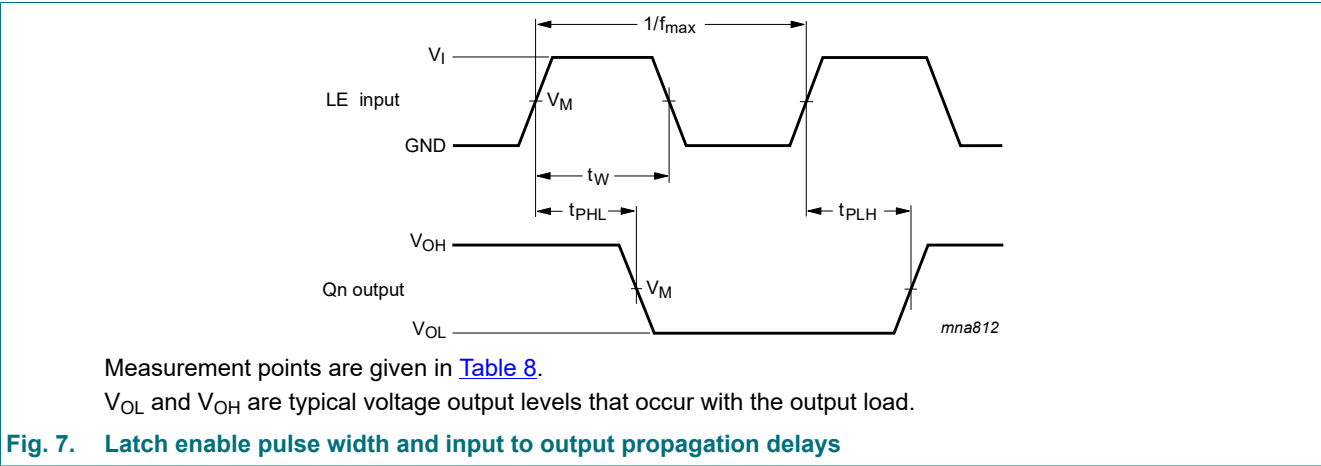 1/fmax
VI
LE input
VM
GND
tW
tPHL
tPLH
VOH
Qn output
VM
VOL
mna812
Measurement points are given in Table 8.
VOL and VOH are typical voltage output levels that occur with the output load.
Fig. 7. Latch enable pulse width and input to output propagation delays